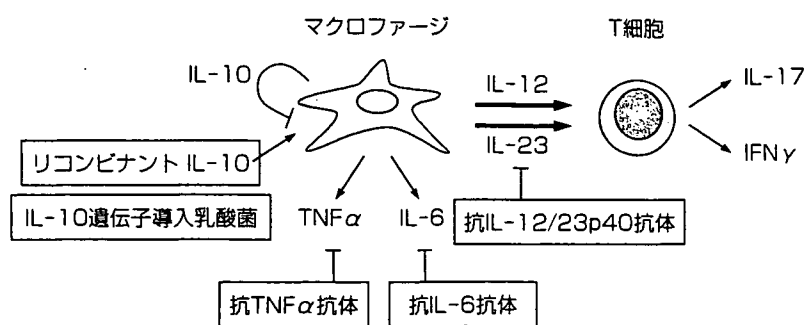 マクロファージ
T細胞
IL-10
IL-12
IL-23
IL-17
IFNγ
リコンビナント IL-10
IL-10遺伝子導入乳酸菌
TNFα
IL-6
抗IL-12/23p40抗体
抗TNFα抗体
抗IL-6抗体